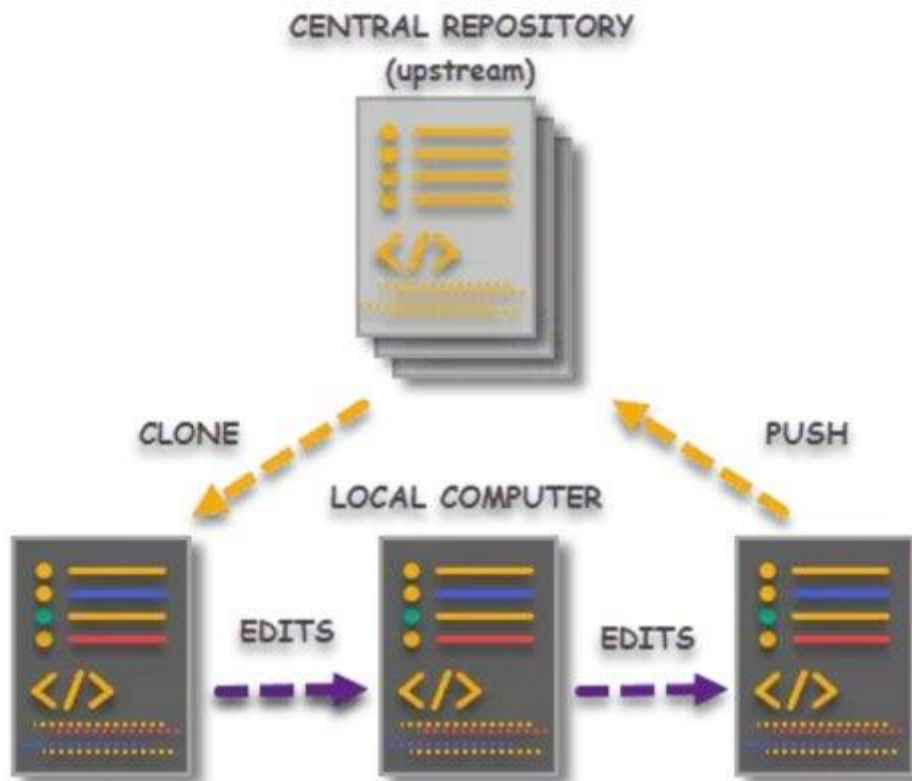 CENTRAL REPOSITORY
(upstream)
</>
CLONE
PUSH
LOCAL COMPUTER
EDITS
EDITS
</>
</>
</>